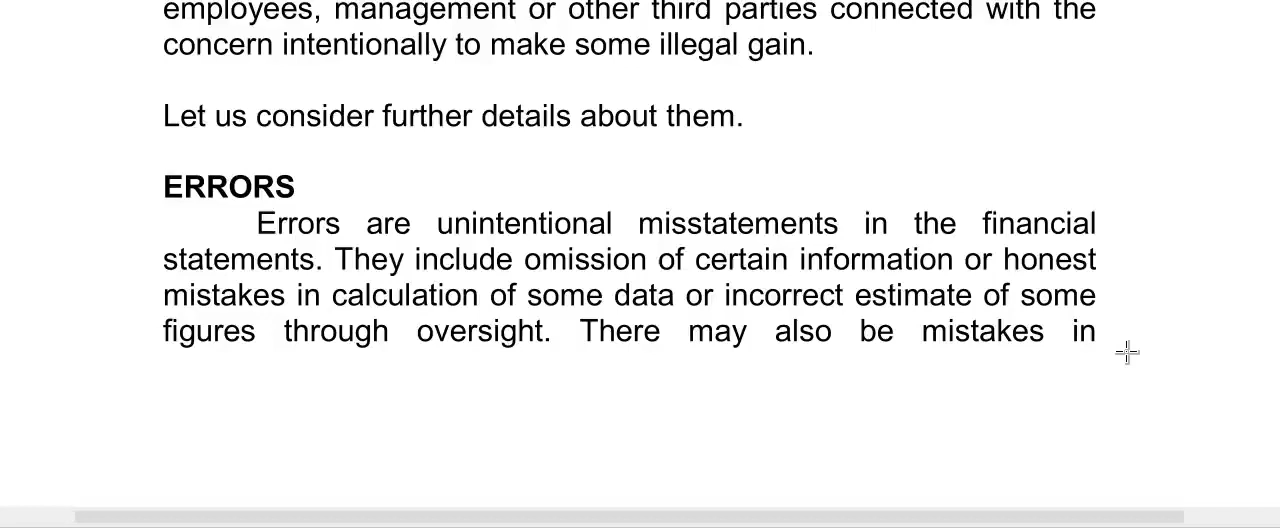 employees, management or other third parties connected with the
concern intentionally to make some illegal gain.
Let us consider further details about them.
ERRORS
Errors are unintentional misstatements in the financial
statements. They include omission of certain information or honest
mistakes in calculation of some data or incorrect estimate of some
figures through oversight. There may also be mistakes in